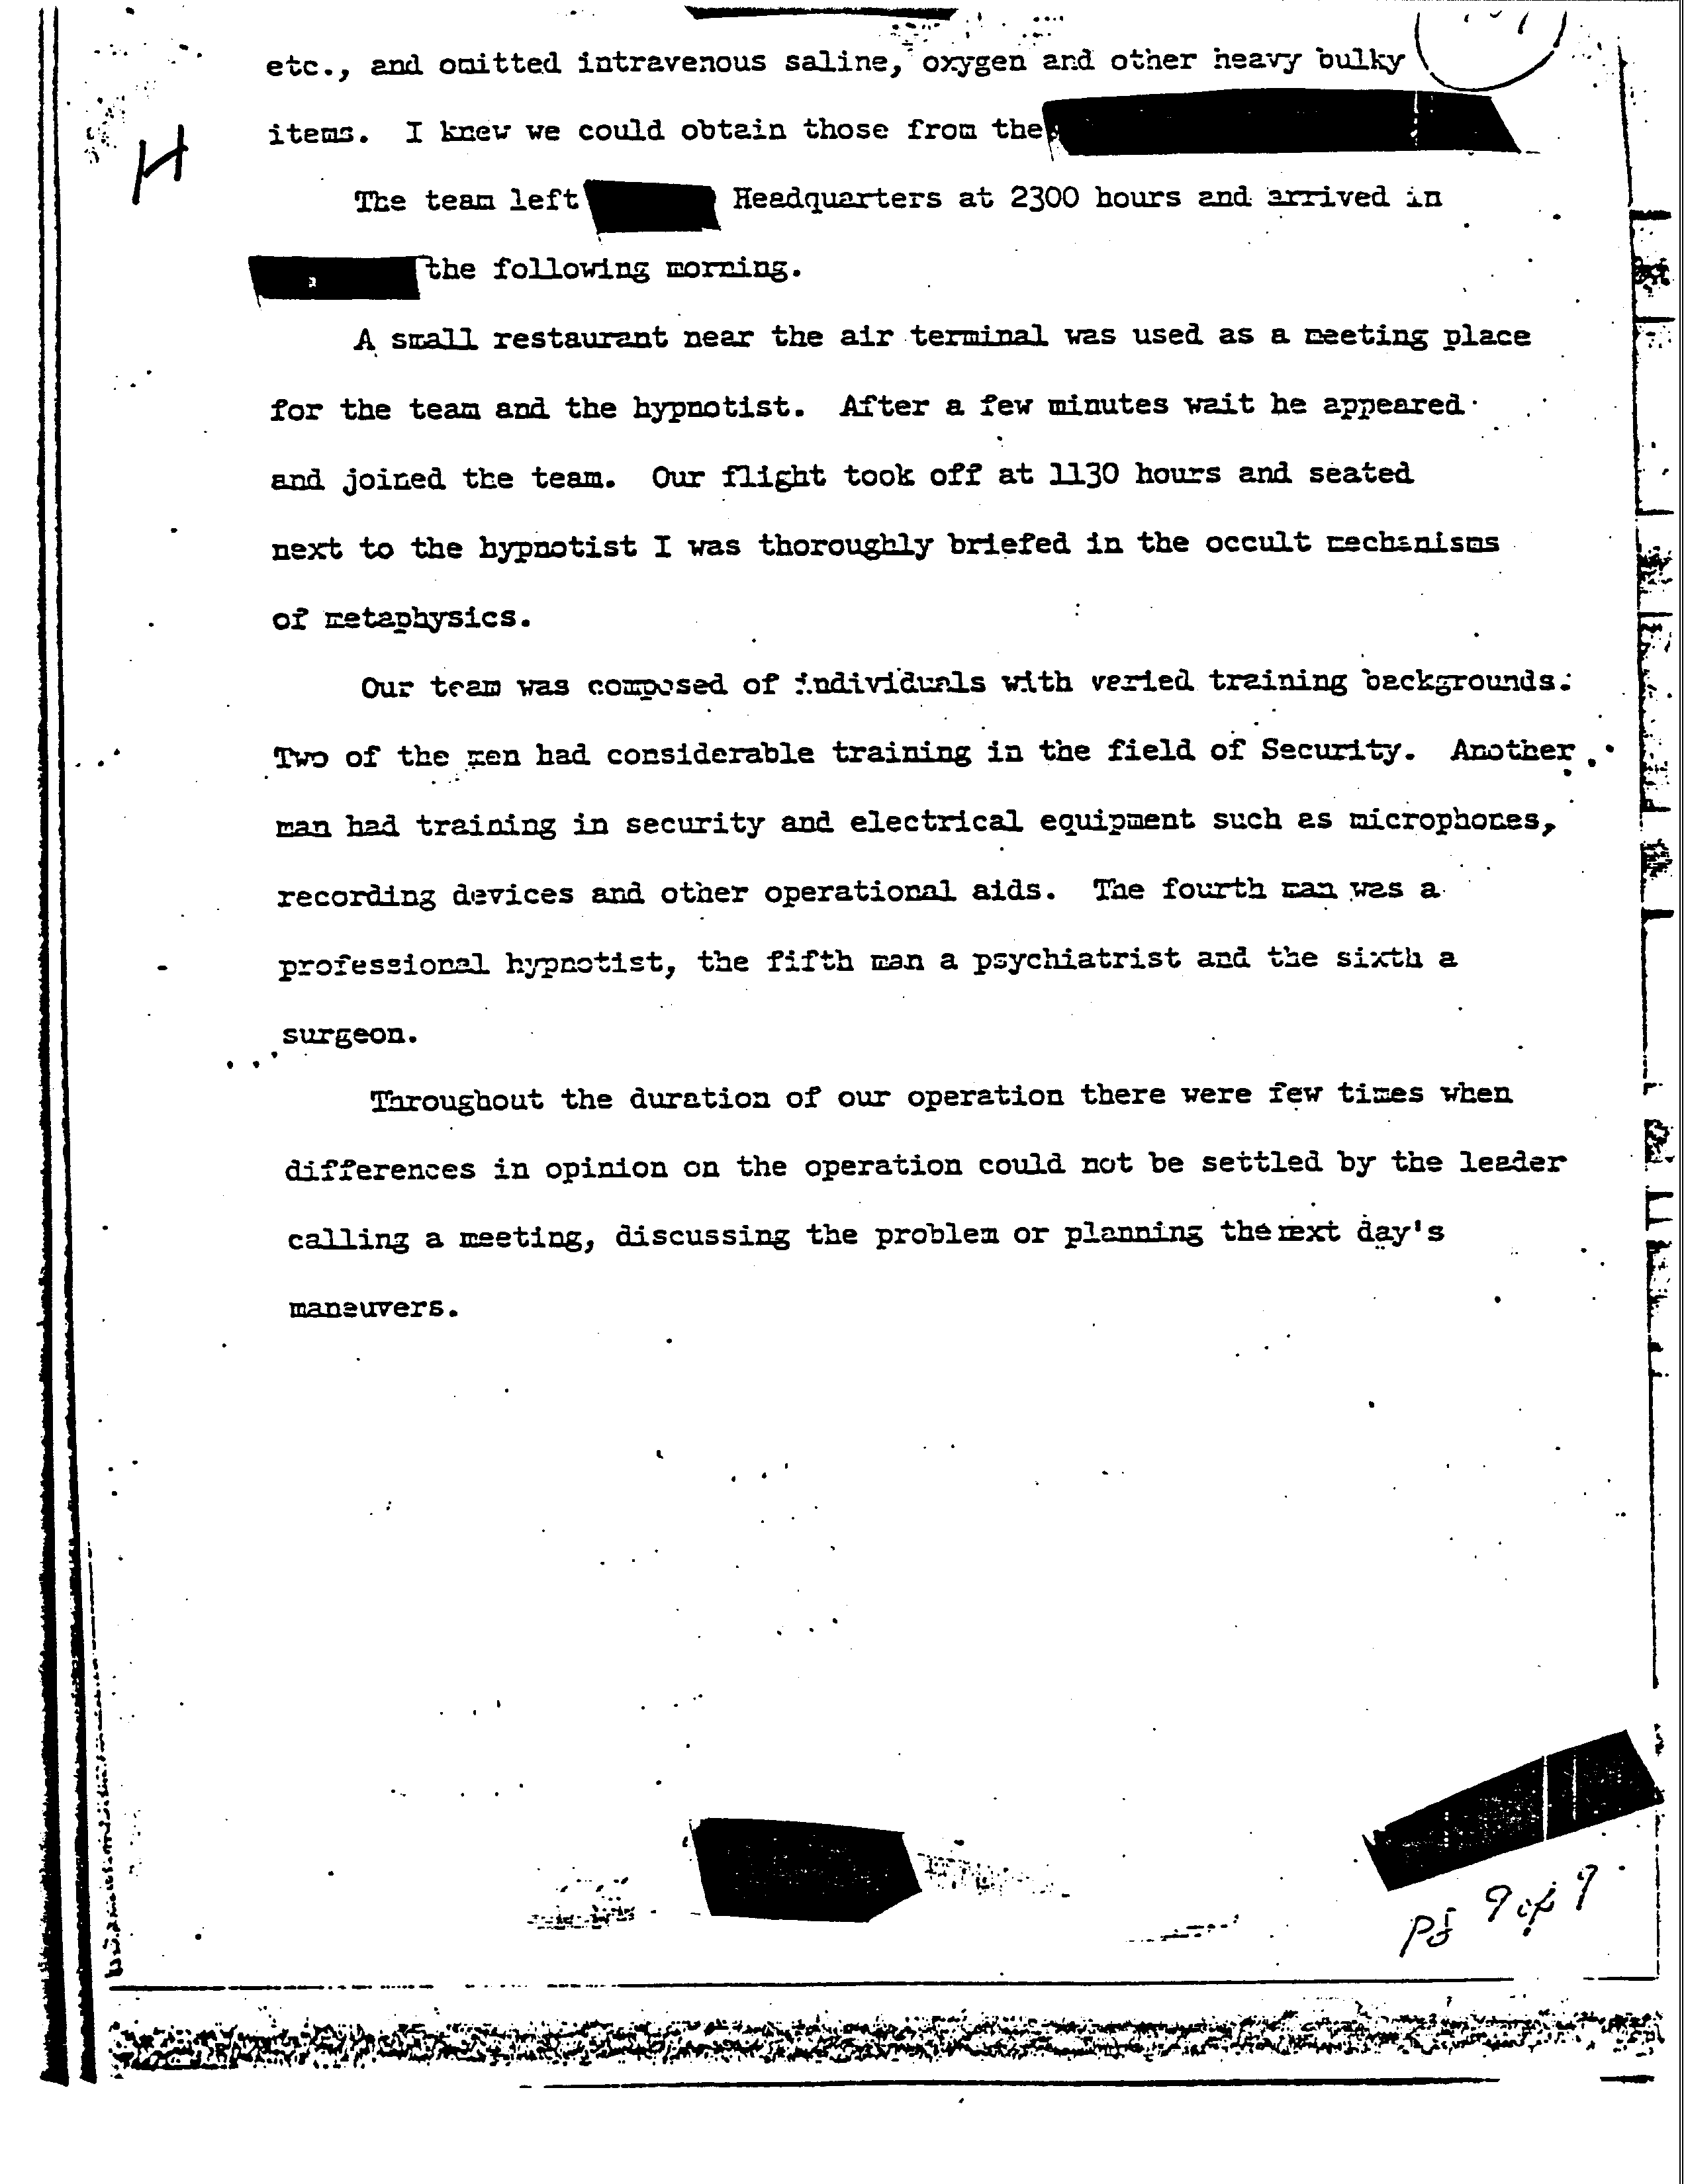 etc., and omitted intravenous saline, oxygen and other heavy bulky
items. I knew we could obtain those from the
H
The team left Headquarters at 2300 hours and arrived in
the following morning.
A small restaurant near the air terminal was used as a meeting place
for the team and the hypnotist. After a few minutes wait he appeared
and joined the team. Our flight took off at 1130 hours and seated
next to the hypnotist I was thoroughly briefed in the occult mechanisms
of metaphysics.
Our team was composed of individuals with varied training backgrounds.
Two of the men had considerable training in the field of Security. Another
man had training in security and electrical equipment such as microphones,
recording devices and other operational aids. The fourth man was a
professional hypnotist, the fifth man a psychiatrist and the sixth a
surgeon.
Throughout the duration of our operation there were few times when
differences in opinion on the operation could not be settled by the leader
calling a meeting, discussing the problem or planning the next day's
maneuvers.
pg 9 of 9